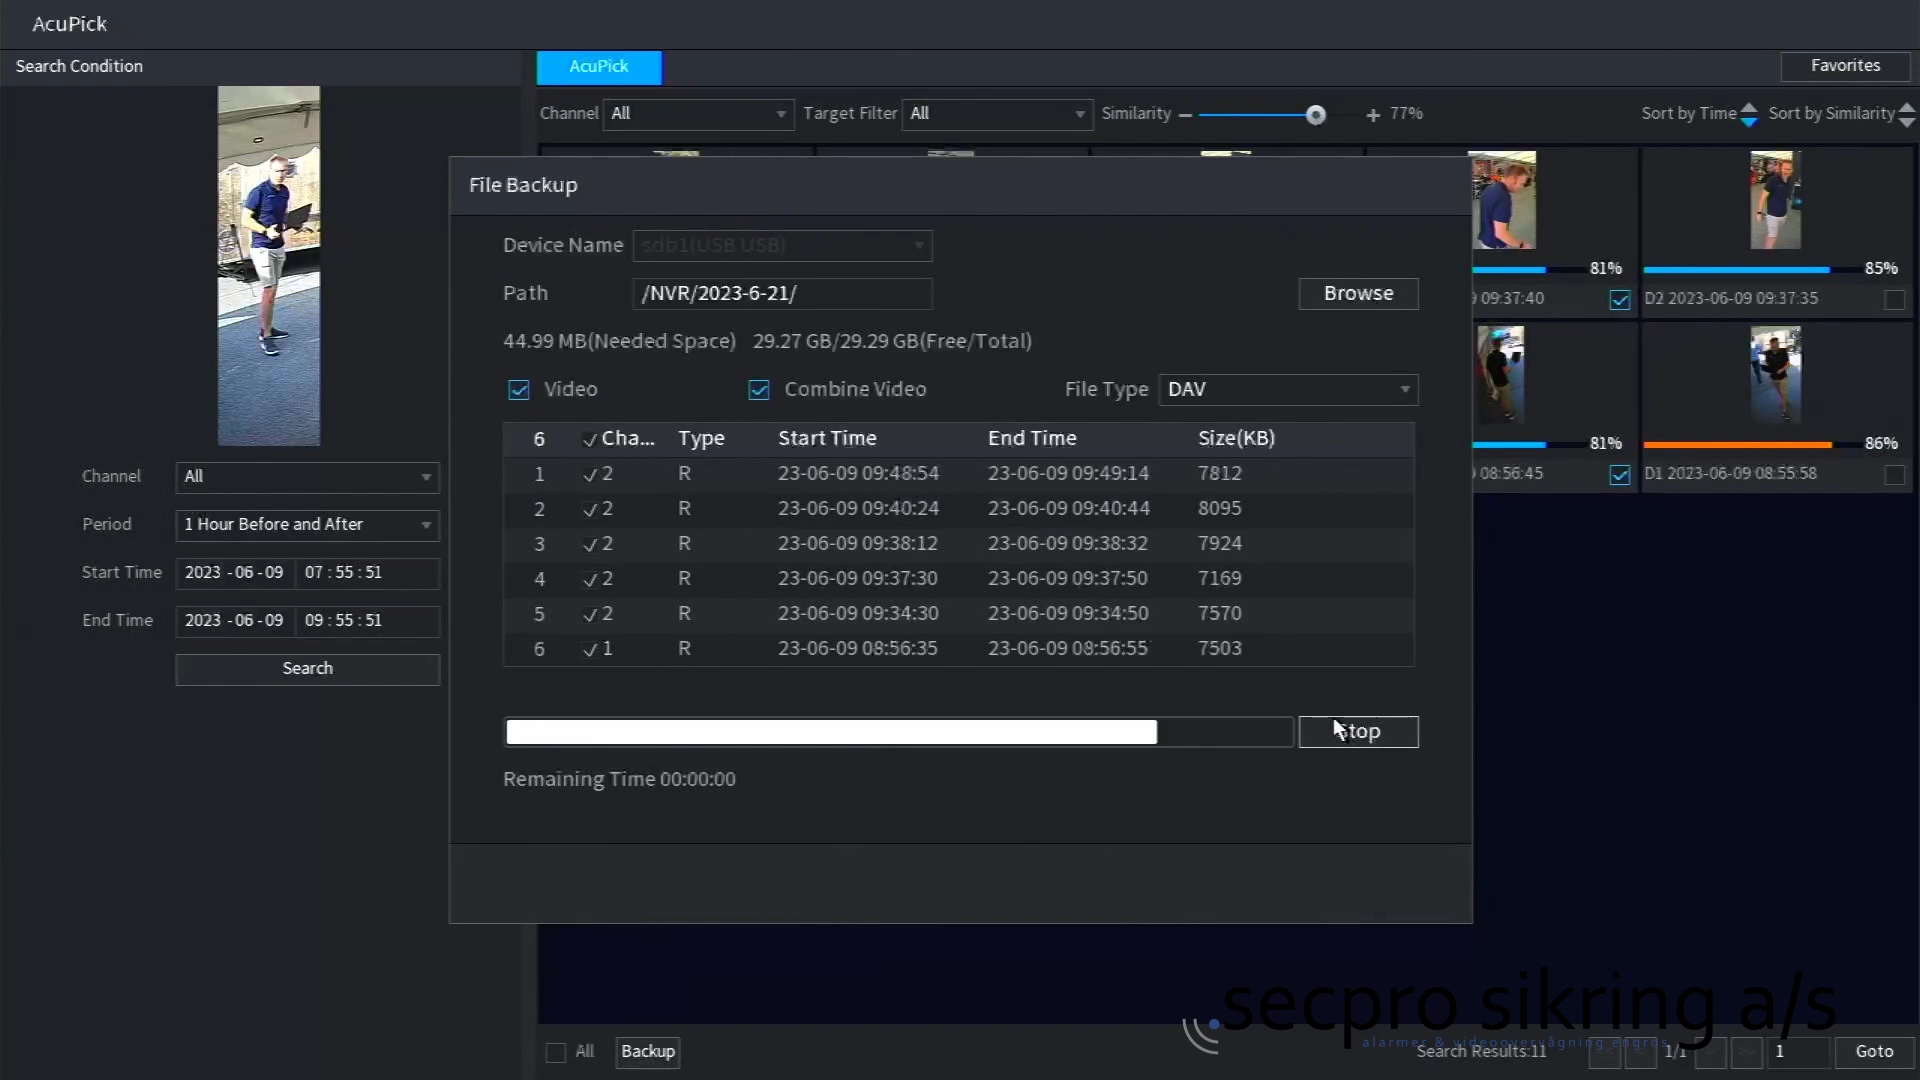 AcuPick
Search Condition
AcuPick
Favorites
Channel All Target Filter All Similarity 77% Sort by Time Sort by Similarity
File Backup
Device Name sdb1(USB USB)
Path /NVR/2023-6-21/ Browse
44.99 MB(Needed Space) 29.27 GB/29.29 GB(Free/Total)
Video Combine Video File Type DAV
6 Cha... Type Start Time End Time Size(KB)
1 2 R 23-06-09 09:48:54 23-06-09 09:49:14 7812
2 2 R 23-06-09 09:40:24 23-06-09 09:40:44 8095
3 2 R 23-06-09 09:38:12 23-06-09 09:38:32 7924
4 2 R 23-06-09 09:37:30 23-06-09 09:37:50 7169
5 2 R 23-06-09 09:34:30 23-06-09 09:34:50 7570
6 1 R 23-06-09 08:56:35 23-06-09 08:56:55 7503
Stop
Remaining Time 00:00:00
81% 85%
09:37:40 D2 2023-06-09 09:37:35
81% 86%
08:56:45 D1 2023-06-09 08:55:58
Channel All
Period 1 Hour Before and After
Start Time 2023 -06-09 07 : 55 : 51
End Time 2023 -06-09 09 : 55 : 51
Search
secpro sikring a/s
alarmer & videoovervågning engros
All Backup Search Results:11 1/1 1 Goto